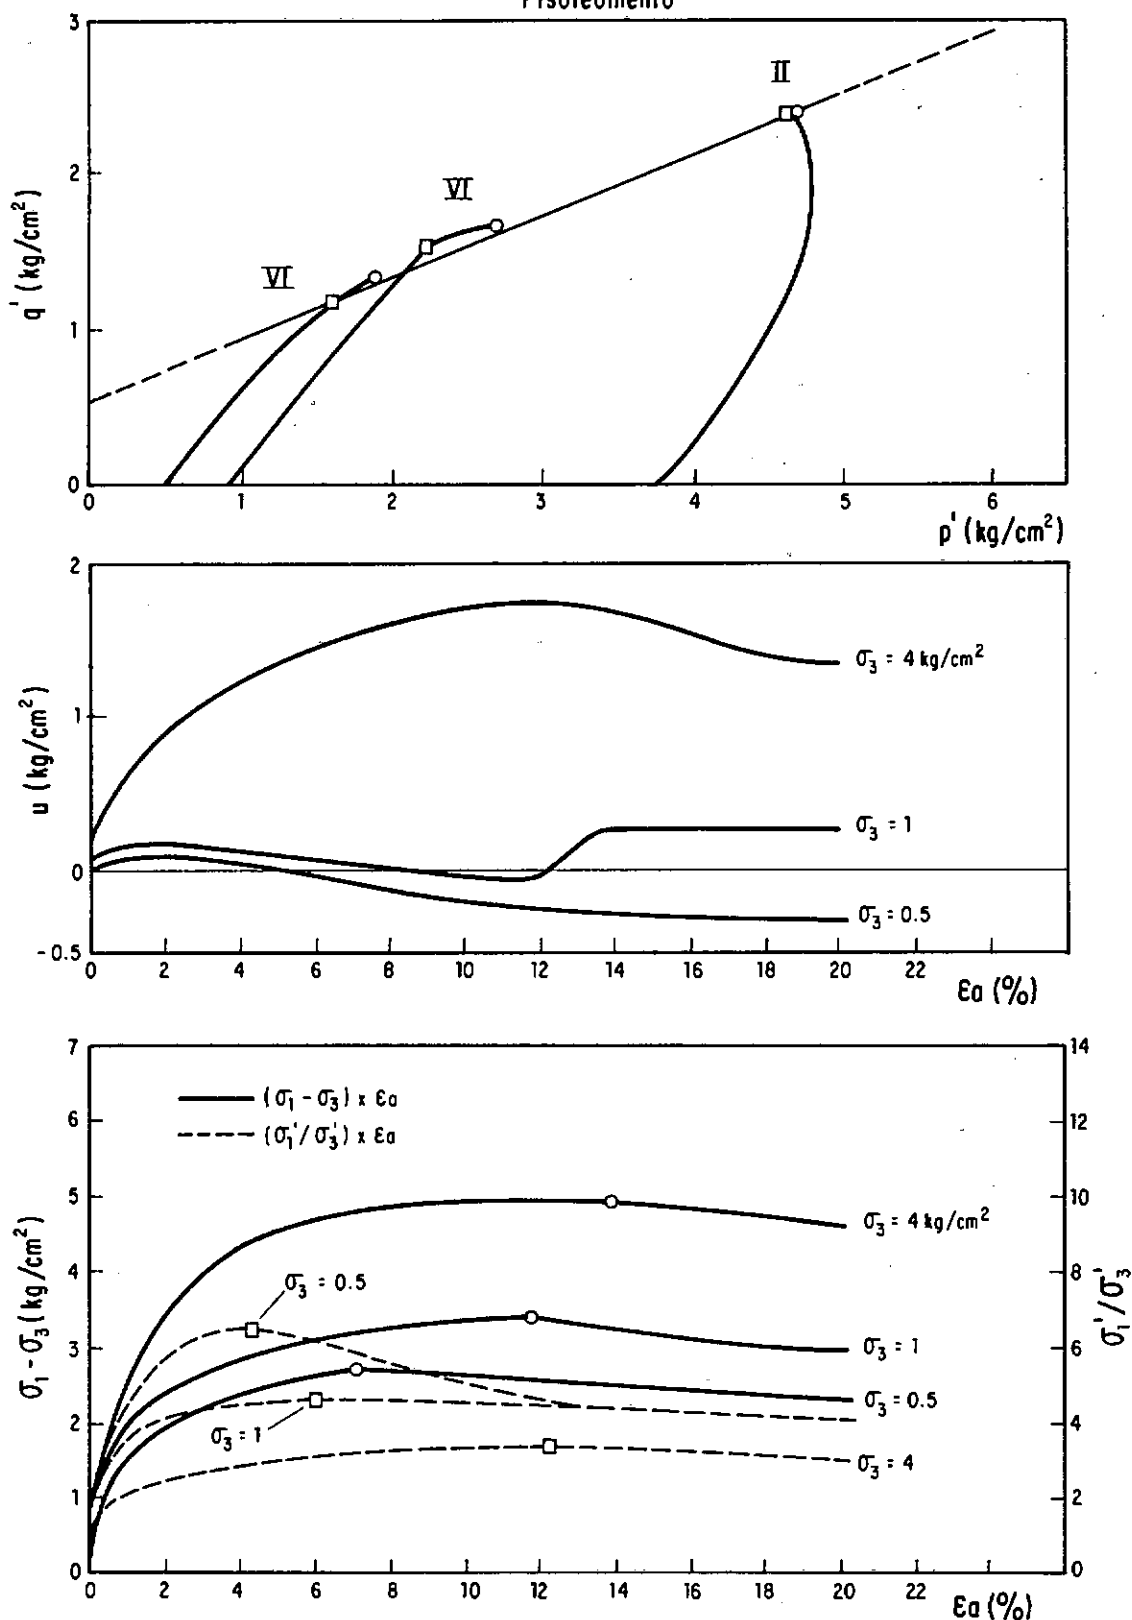 3
II
VI
2
VI
q' (kg/cm²)
1
0
0 1 2 3 4 5 6
p' (kg/cm²)
2
σ₃ = 4 kg/cm²
1
u (kg/cm²)
σ₃ = 1
0
σ₃ = 0.5
-0.5
0 2 4 6 8 10 12 14 16 18 20 22
εa (%)
7 14
(σ₁ - σ₃) x εa
(σ₁'/σ₃') x εa
6 12
5 10
σ₃ = 4 kg/cm²
4 8
σ₃ = 0.5
σ₁ - σ₃ (kg/cm²)
σ₁'/σ₃'
3 6
σ₃ = 1
σ₃ = 0.5
2 4
σ₃ = 1
σ₃ = 4
1 2
0 0
0 2 4 6 8 10 12 14 16 18 20 22
εa (%)